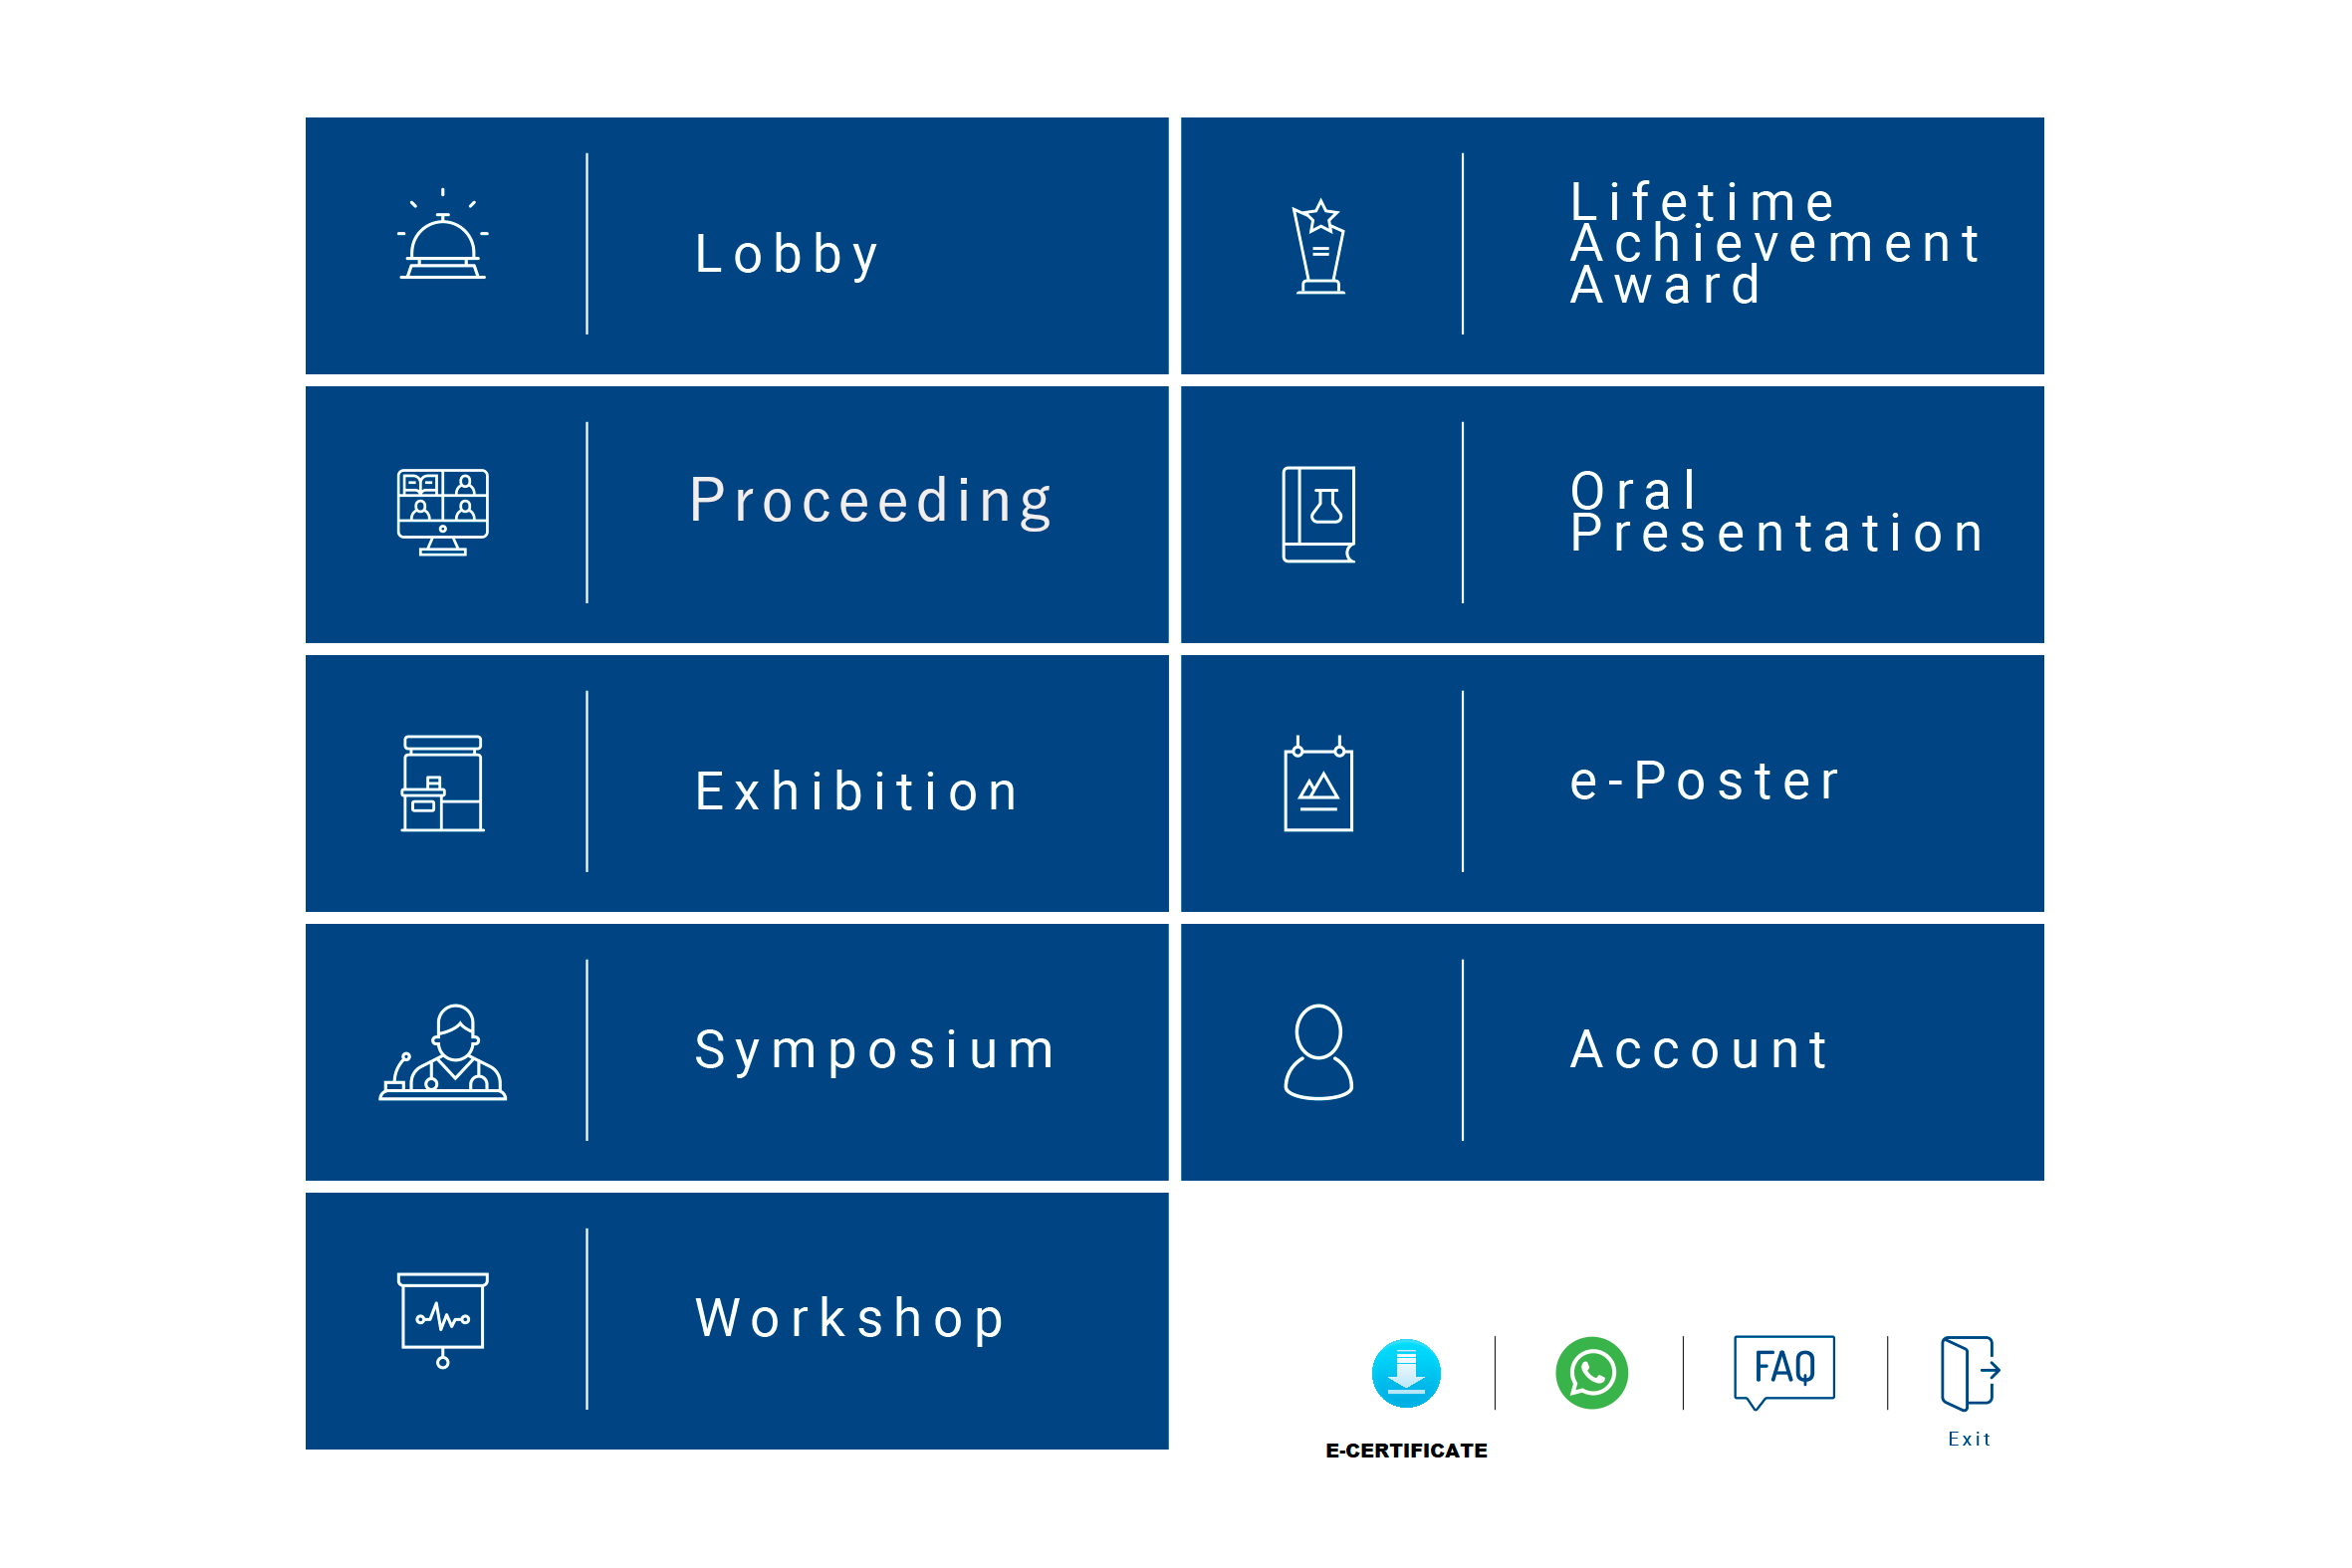 Lobby
Lifetime
Achievement
Award
Proceeding
Oral
Presentation
Exhibition
e-Poster
Symposium
Account
Workshop
FAQ
Exit
E-CERTIFICATE